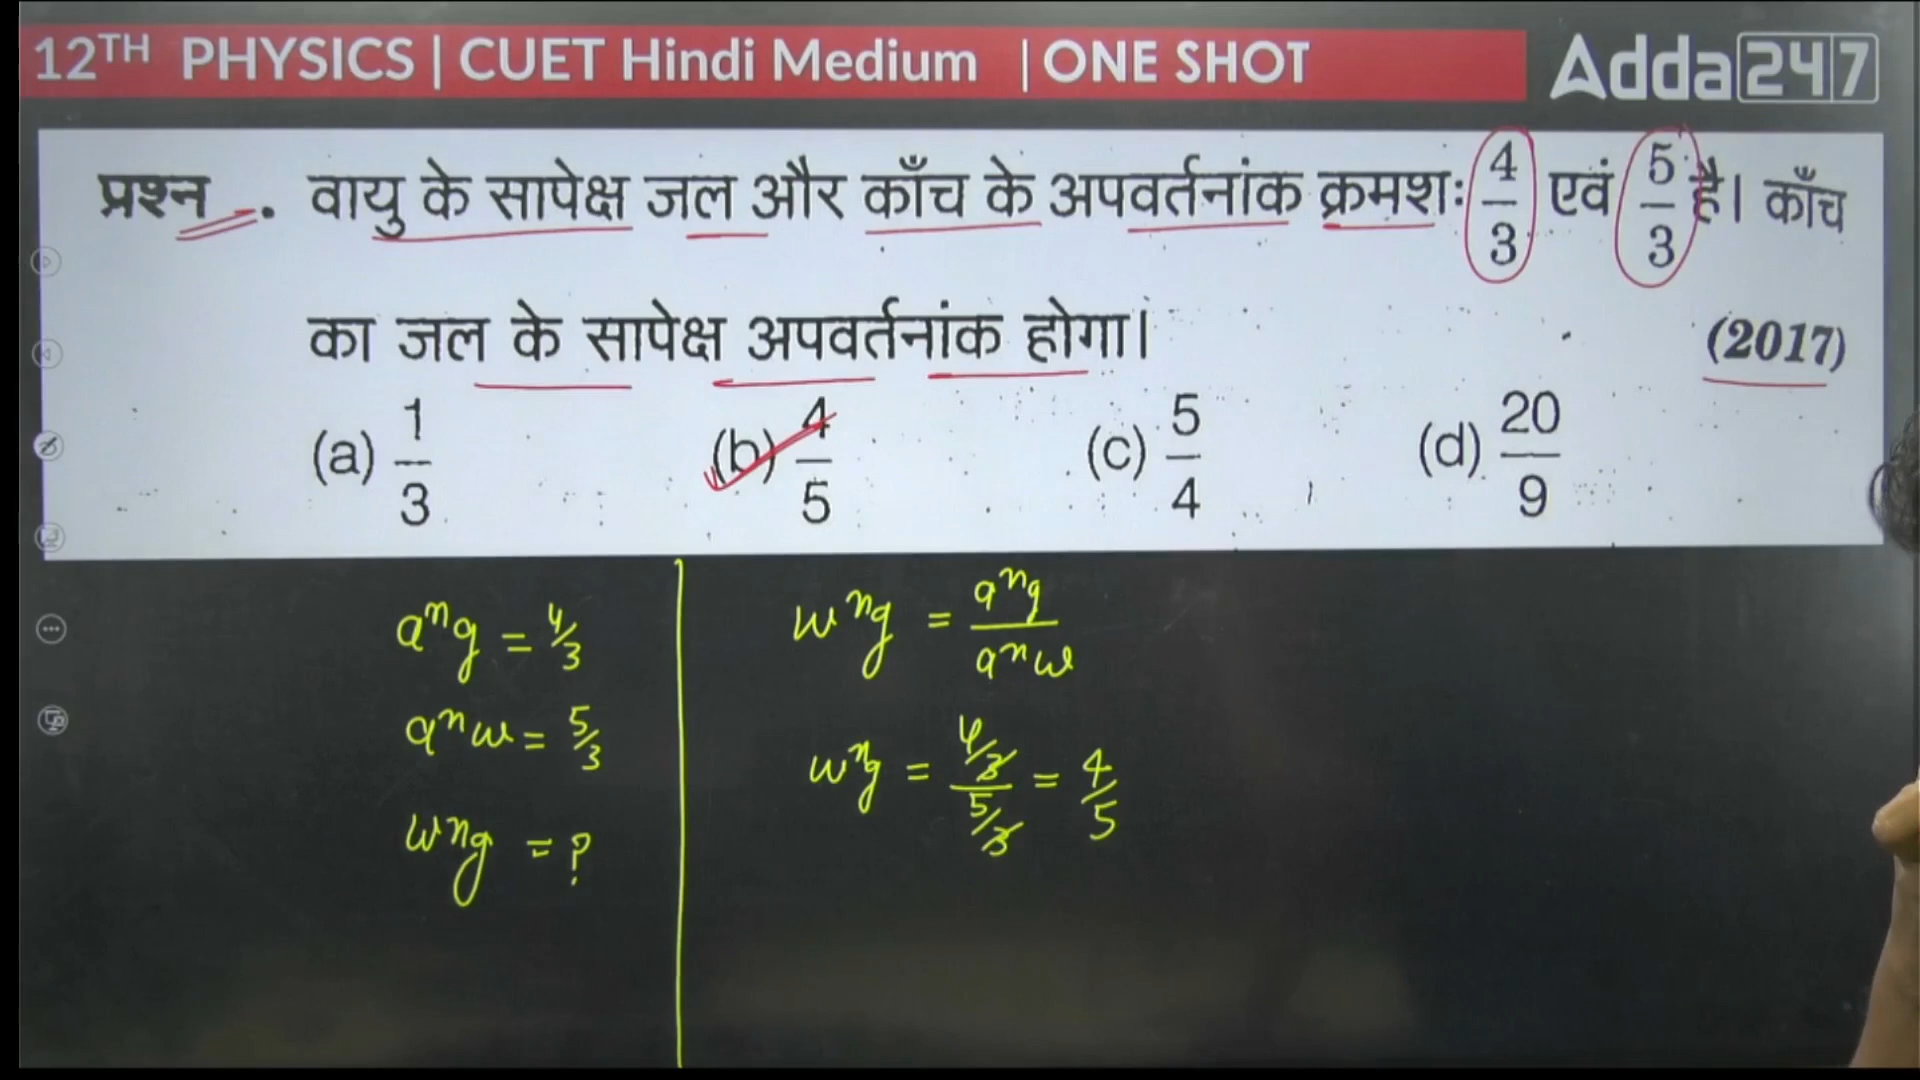 12TH PHYSICS | CUET Hindi Medium | ONE SHOT
Adda247
प्रश्न . वायु के सापेक्ष जल और काँच के अपवर्तनांक क्रमशः 4/3 एवं 5/3 है। काँच
का जल के सापेक्ष अपवर्तनांक होगा। (2017)
(a) 1/3 (b) 4/5 (c) 5/4 (d) 20/9
aⁿg = 4/3
aⁿw = 5/3
wⁿg = ?
wⁿg = aⁿg / aⁿw
wⁿg = 4/3 / 5/3 = 4/5